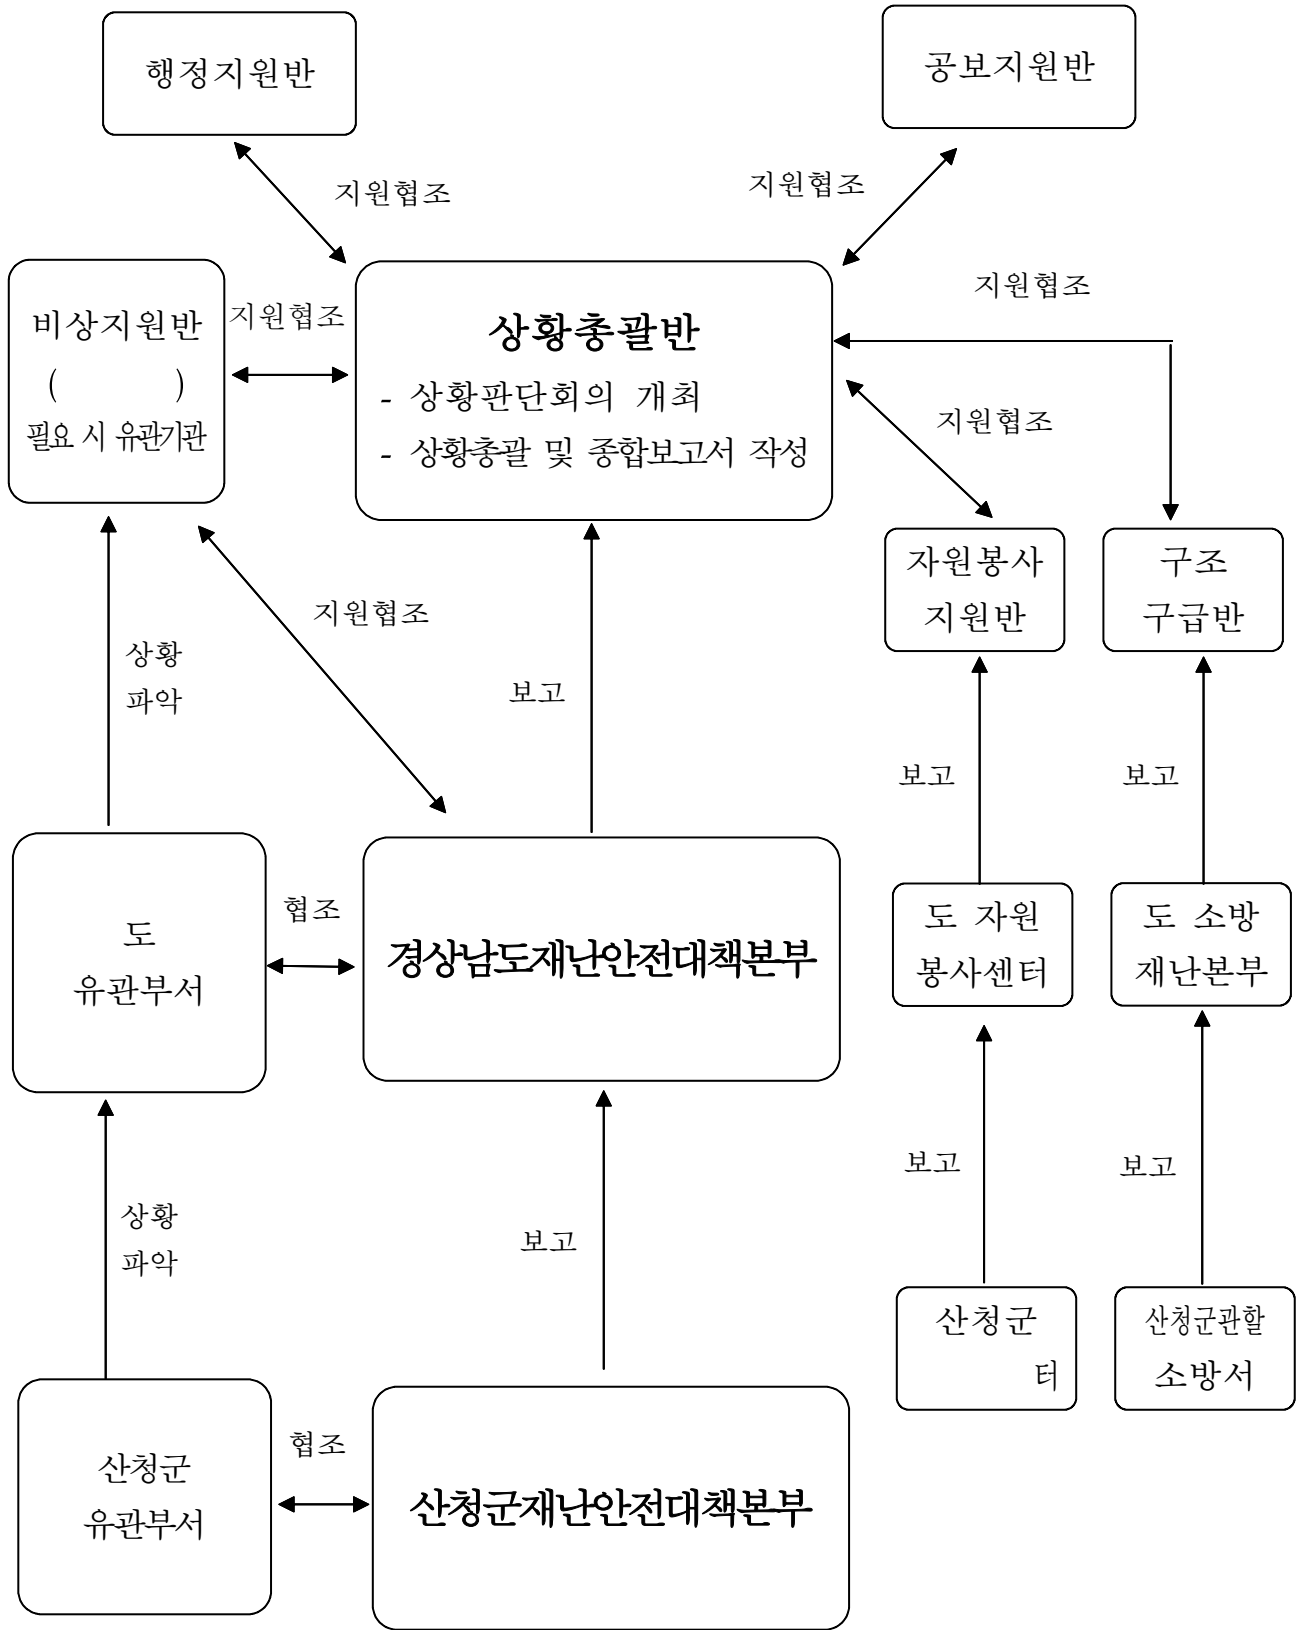 행정지원반
공보지원반
지원협조
지원협조
비상지원반
(          )
필요 시 유관기관
지원협조
상황총괄반
- 상황판단회의 개최
- 상황총괄 및 종합보고서 작성
지원협조
지원협조
자원봉사
지원반
구조
구급반
지원협조
상황
파악
보고
보고
보고
도
유관부서
협조
경상남도재난안전대책본부
도 자원
봉사센터
도 소방
재난본부
상황
파악
보고
보고
보고
산청군
터
산청군관할
소방서
산청군
유관부서
협조
산청군재난안전대책본부